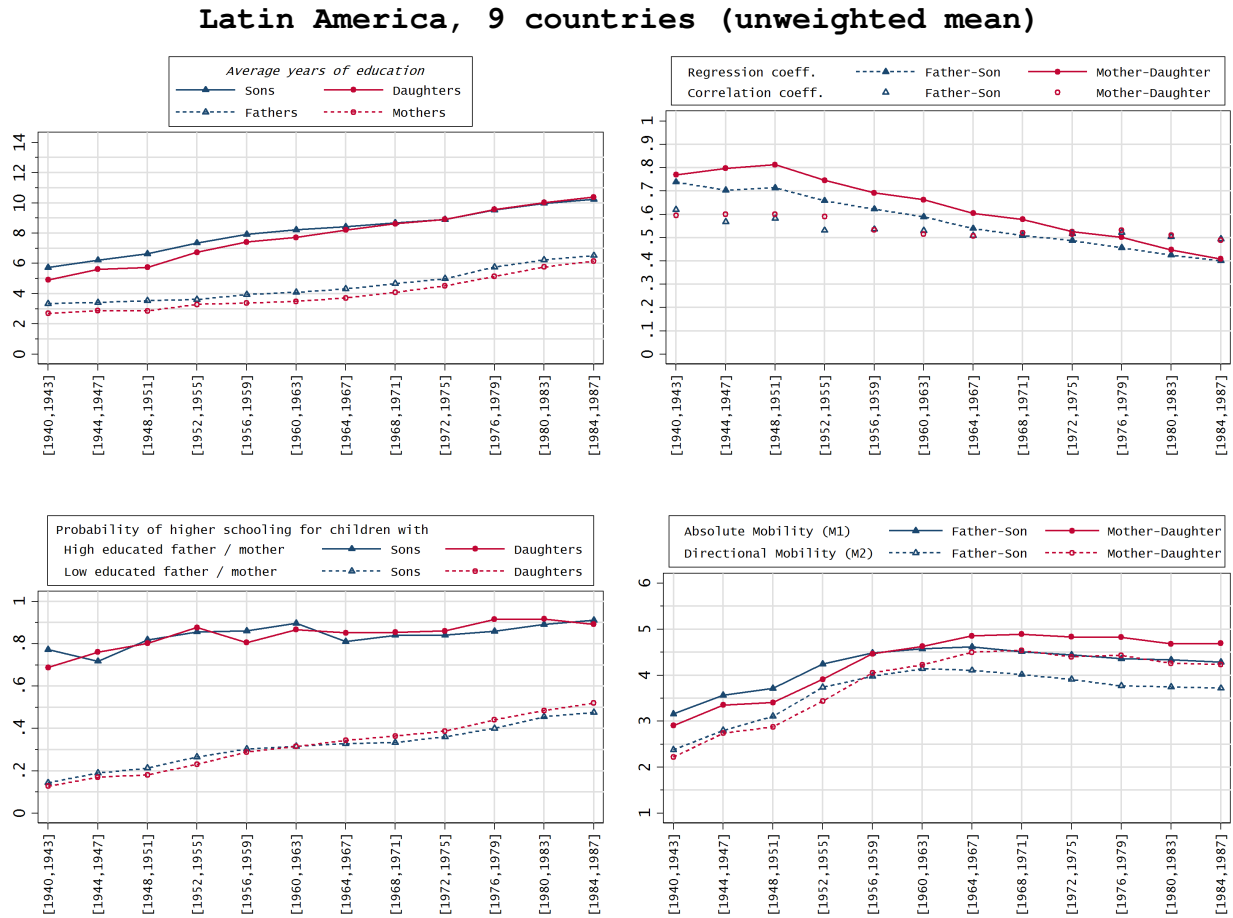 Latin America, 9 countries (unweighted mean)
Average years of education
Sons Daughters
Fathers Mothers
14
12
10
8
6
4
2
0
[1940,1943] [1944,1947] [1948,1951] [1952,1955] [1956,1959] [1960,1963] [1964,1967] [1968,1971] [1972,1975] [1976,1979] [1980,1983] [1984,1987]
Regression coeff. Father-Son Mother-Daughter
Correlation coeff. Father-Son Mother-Daughter
1
.9
.8
.7
.6
.5
.4
.3
.2
.1
0
[1940,1943] [1944,1947] [1948,1951] [1952,1955] [1956,1959] [1960,1963] [1964,1967] [1968,1971] [1972,1975] [1976,1979] [1980,1983] [1984,1987]
Probability of higher schooling for children with
High educated father / mother Sons Daughters
Low educated father / mother Sons Daughters
1
.8
.6
.4
.2
0
[1940,1943] [1944,1947] [1948,1951] [1952,1955] [1956,1959] [1960,1963] [1964,1967] [1968,1971] [1972,1975] [1976,1979] [1980,1983] [1984,1987]
Absolute Mobility (M1) Father-Son Mother-Daughter
Directional Mobility (M2) Father-Son Mother-Daughter
6
5
4
3
2
1
[1940,1943] [1944,1947] [1948,1951] [1952,1955] [1956,1959] [1960,1963] [1964,1967] [1968,1971] [1972,1975] [1976,1979] [1980,1983] [1984,1987]